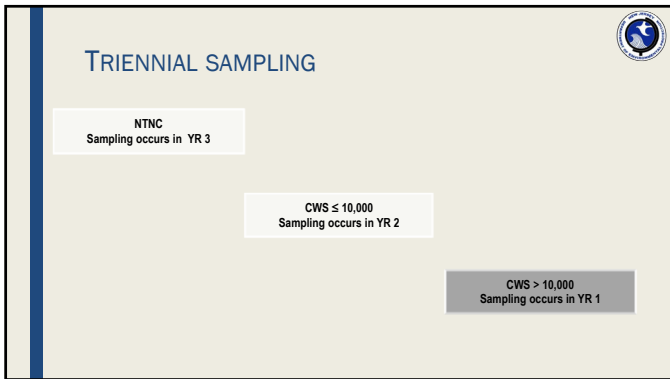 TRIENNIAL SAMPLING
NTNC
Sampling occurs in YR 3
CWS ≤ 10,000
Sampling occurs in YR 2
CWS > 10,000
Sampling occurs in YR 1